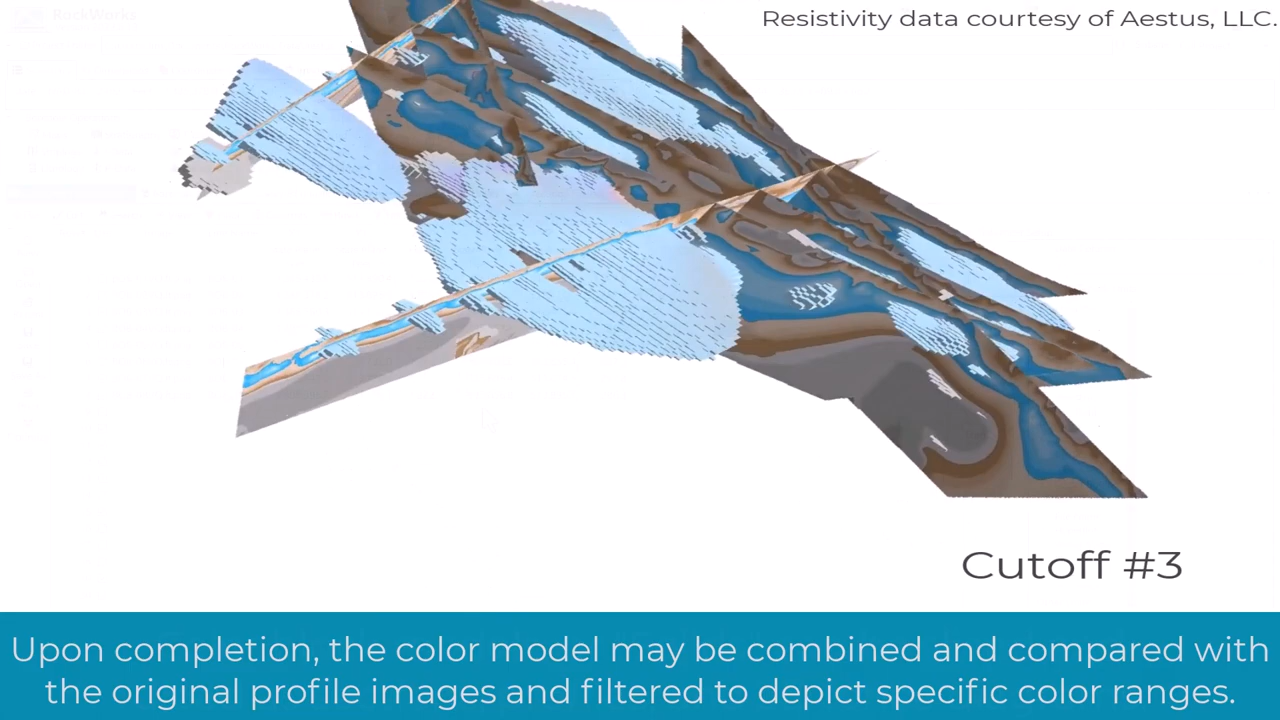 RockWorks
Resistivity data courtesy of Aestus, LLC.
Cutoff #3
Upon completion, the color model may be combined and compared with
the original profile images and filtered to depict specific color ranges.